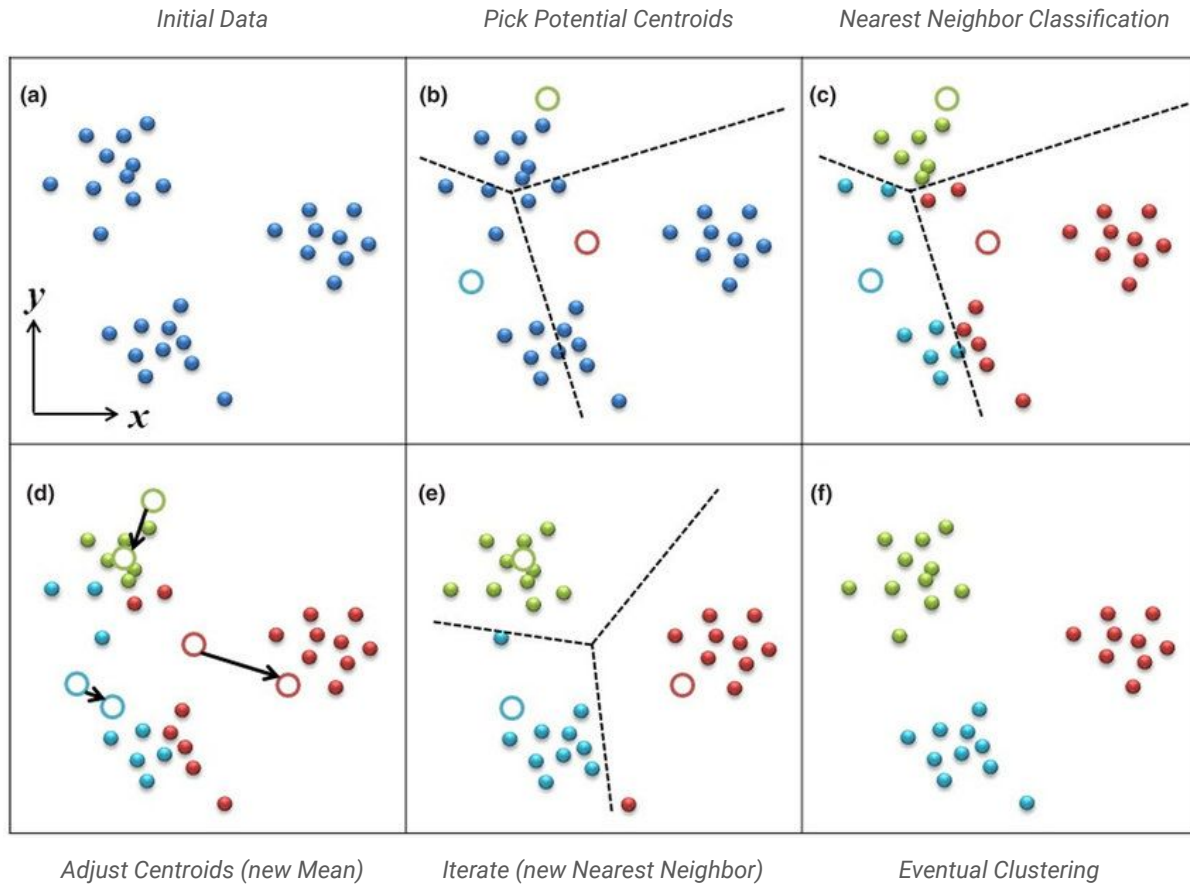 Initial Data
Pick Potential Centroids
Nearest Neighbor Classification
(a)
(b)
(c)
y
x
(d)
(e)
(f)
Adjust Centroids (new Mean)
Iterate (new Nearest Neighbor)
Eventual Clustering